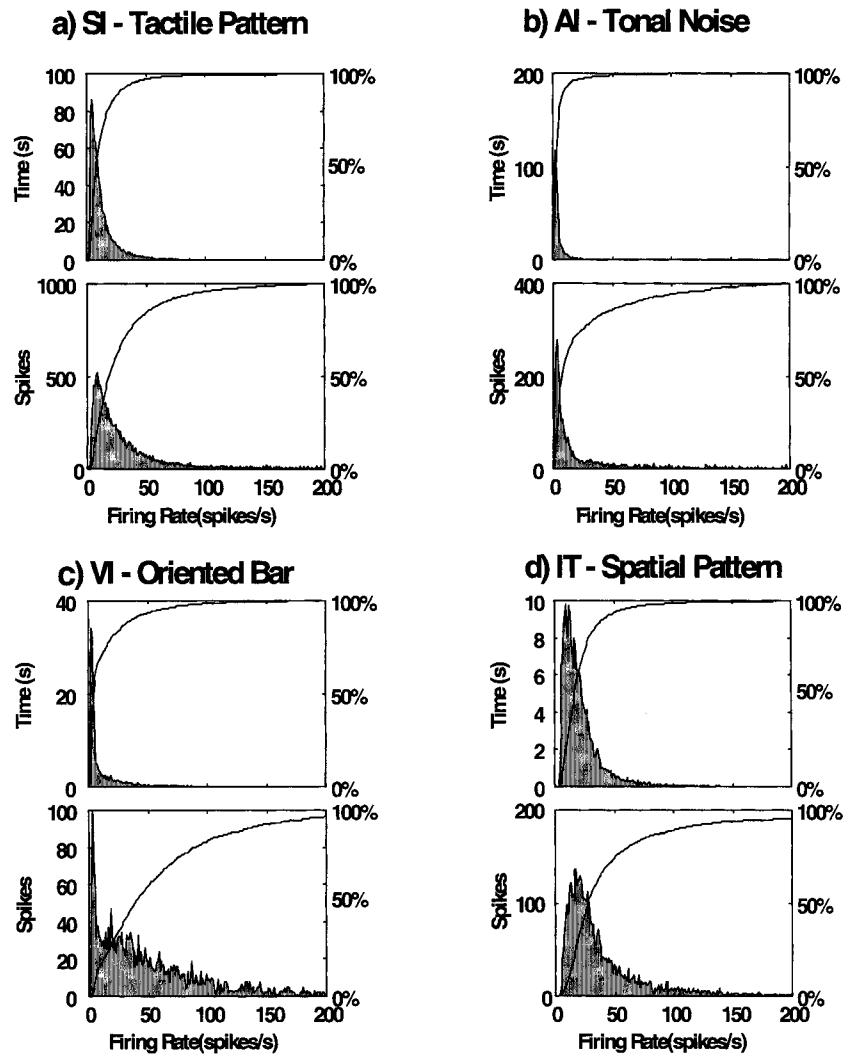 a) SI - Tactile Pattern
100
80
60
40
20
0
Time (s)
100%
50%
0%
1000
500
0
Spikes
100%
50%
0%
0 50 100 150 200
Firing Rate(spikes/s)
b) AI - Tonal Noise
200
100
0
Time (s)
100%
50%
0%
400
200
0
Spikes
100%
50%
0%
0 50 100 150 200
Firing Rate(spikes/s)
c) VI - Oriented Bar
40
20
0
Time (s)
100%
50%
0%
100
80
60
40
20
0
Spikes
100%
50%
0%
0 50 100 150 200
Firing Rate(spikes/s)
d) IT - Spatial Pattern
10
8
6
4
2
0
Time (s)
100%
50%
0%
200
100
0
Spikes
100%
50%
0%
0 50 100 150 200
Firing Rate(spikes/s)